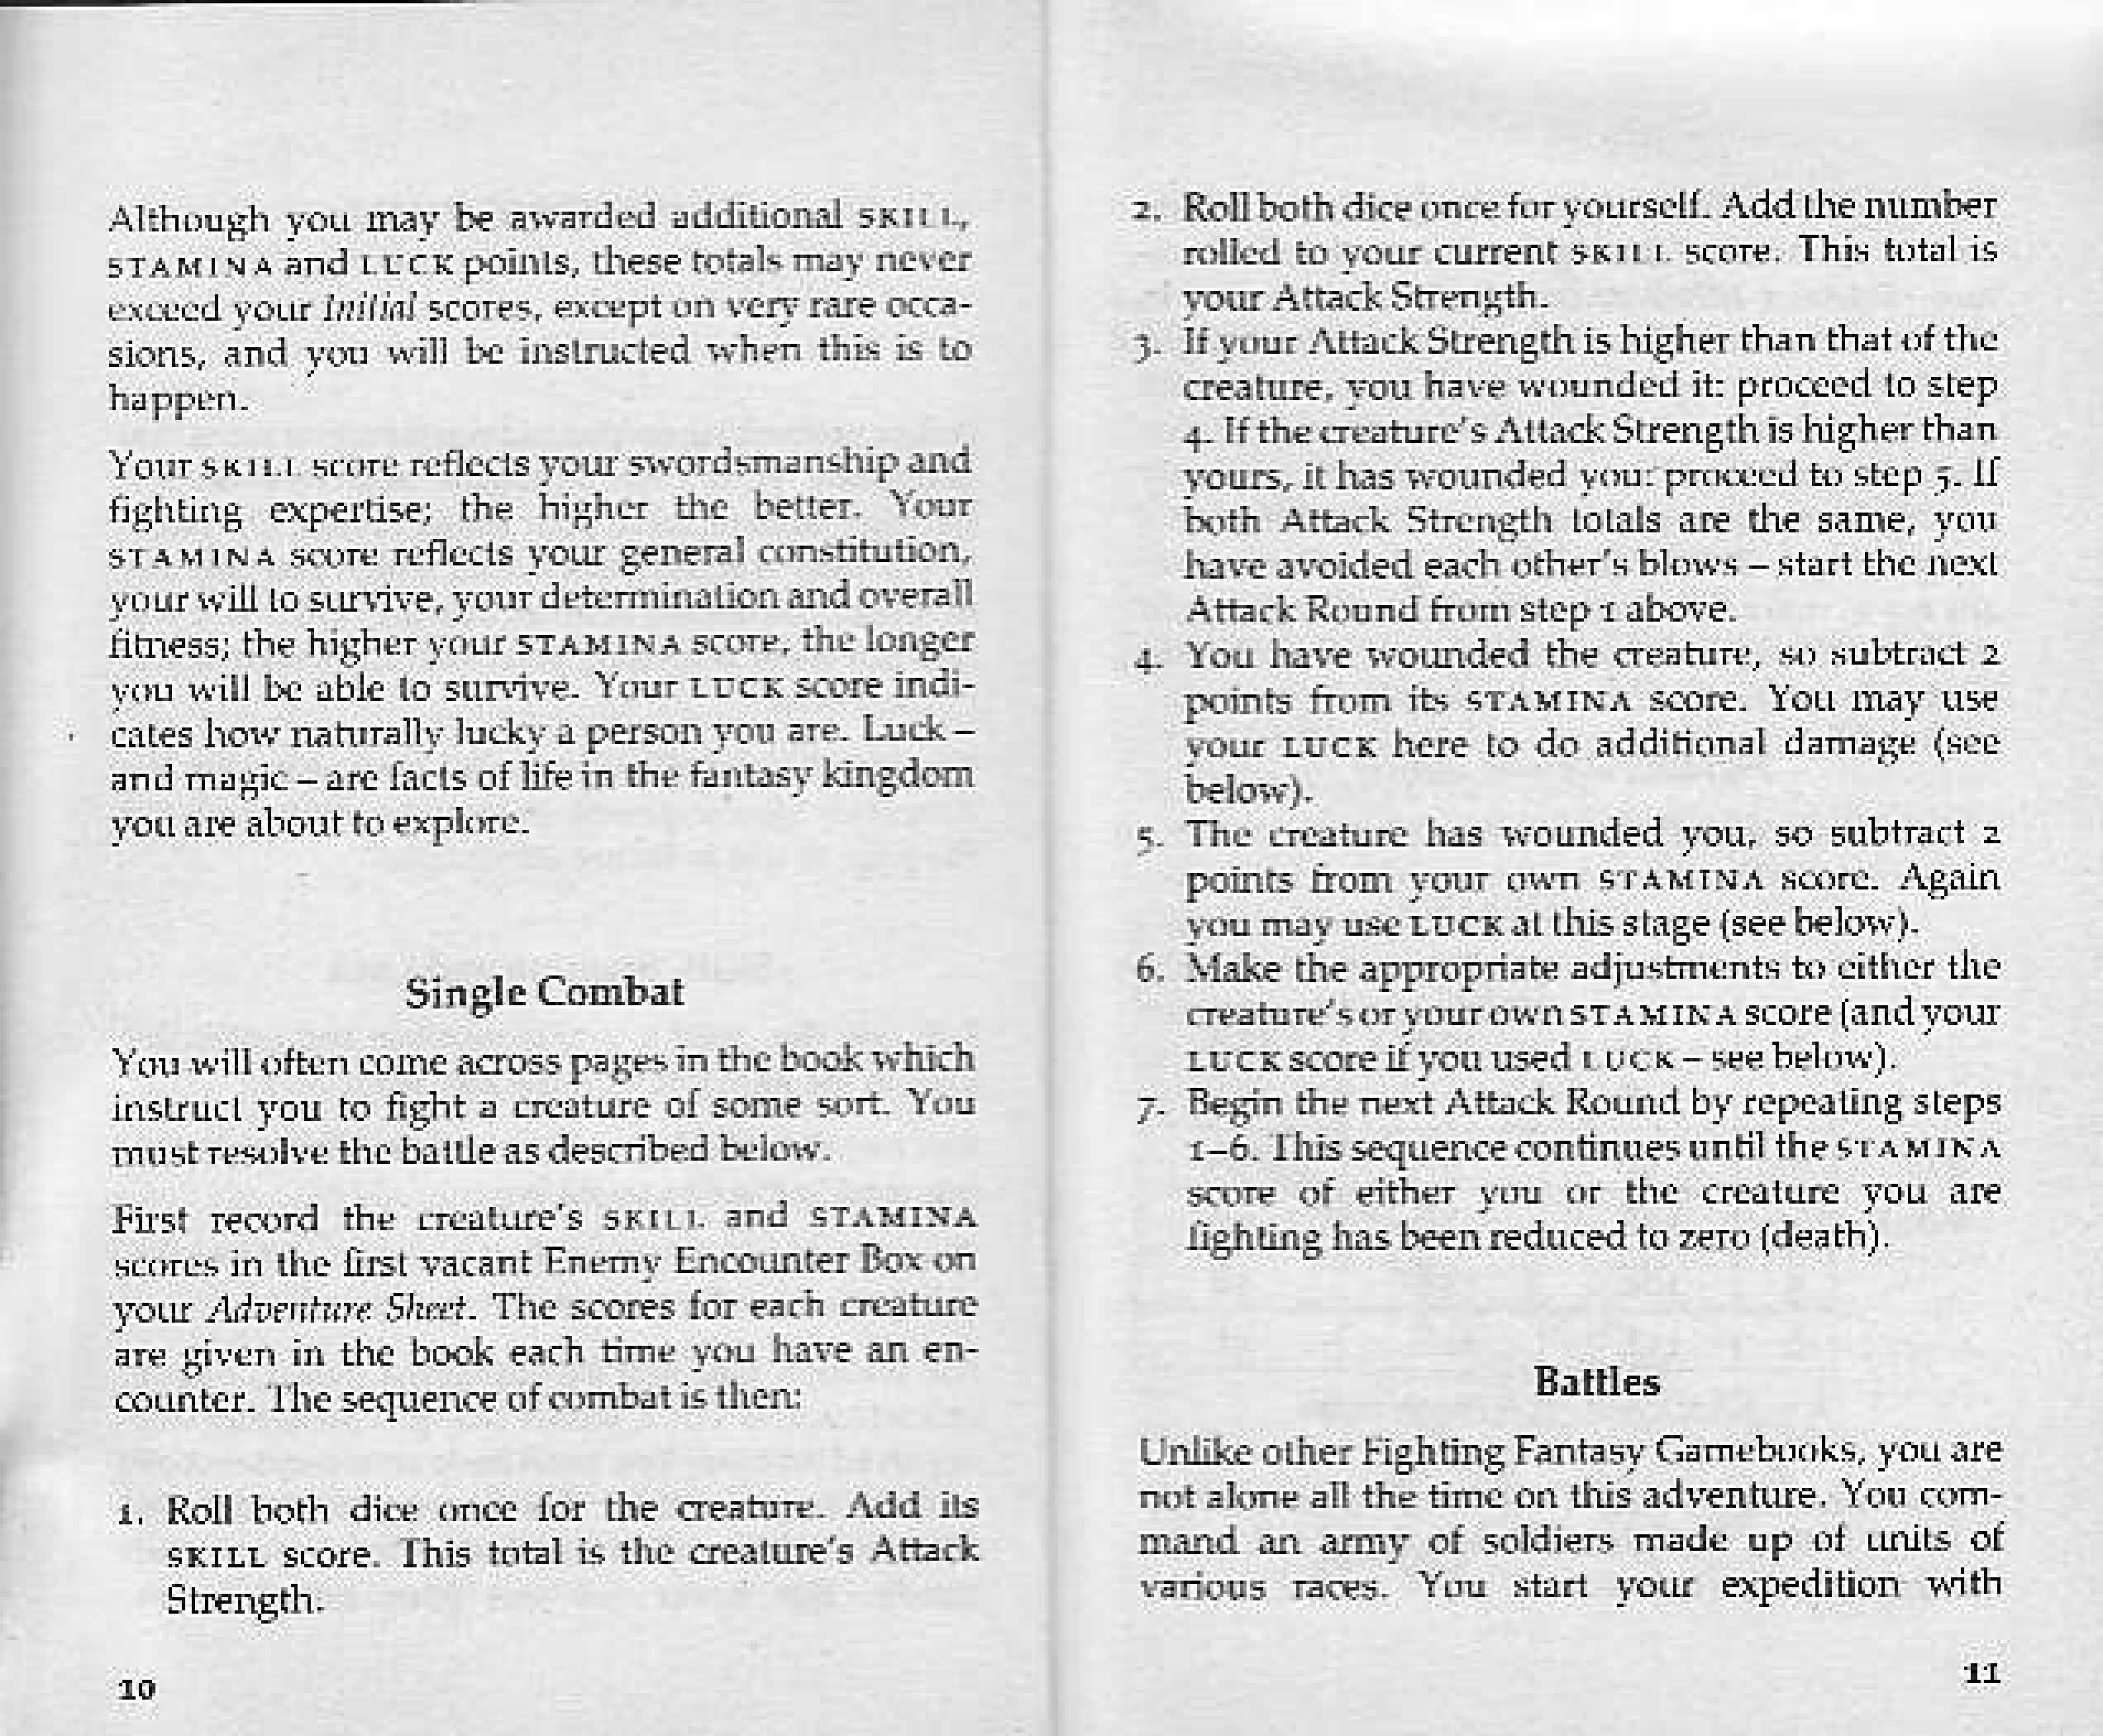 Although you may be awarded additional SKILL,
STAMINA and LUCK points, these totals may never
exceed your Initial scores, except on very rare occa-
sions, and you will be instructed when this is to
happen.
Your SKILL score reflects your swordsmanship and
fighting expertise; the higher the better. Your
STAMINA score reflects your general constitution,
your will to survive, your determination and overall
fitness; the higher your STAMINA score, the longer
you will be able to survive. Your LUCK score indi-
cates how naturally lucky a person you are. Luck –
and magic – are facts of life in the fantasy kingdom
you are about to explore.
Single Combat
You will often come across pages in the book which
instruct you to fight a creature of some sort. You
must resolve the battle as described below.
First record the creature's SKILL and STAMINA
scores in the first vacant Enemy Encounter Box on
your Adventure Sheet. The scores for each creature
are given in the book each time you have an en-
counter. The sequence of combat is then:
1. Roll both dice once for the creature. Add its
SKILL score. This total is the creature's Attack
Strength.
10
2. Roll both dice once for yourself. Add the number
rolled to your current SKILL score. This total is
your Attack Strength.
3. If your Attack Strength is higher than that of the
creature, you have wounded it: proceed to step
4. If the creature's Attack Strength is higher than
yours, it has wounded you: proceed to step 5. If
both Attack Strength totals are the same, you
have avoided each other's blows – start the next
Attack Round from step 1 above.
4. You have wounded the creature, so subtract 2
points from its STAMINA score. You may use
your LUCK here to do additional damage (see
below).
5. The creature has wounded you, so subtract 2
points from your own STAMINA score. Again
you may use LUCK at this stage (see below).
6. Make the appropriate adjustments to either the
creature's or your own STAMINA score (and your
LUCK score if you used LUCK – see below).
7. Begin the next Attack Round by repeating steps
1–6. This sequence continues until the STAMINA
score of either you or the creature you are
fighting has been reduced to zero (death).
Battles
Unlike other Fighting Fantasy Gamebooks, you are
not alone all the time on this adventure. You com-
mand an army of soldiers made up of units of
various races. You start your expedition with
11